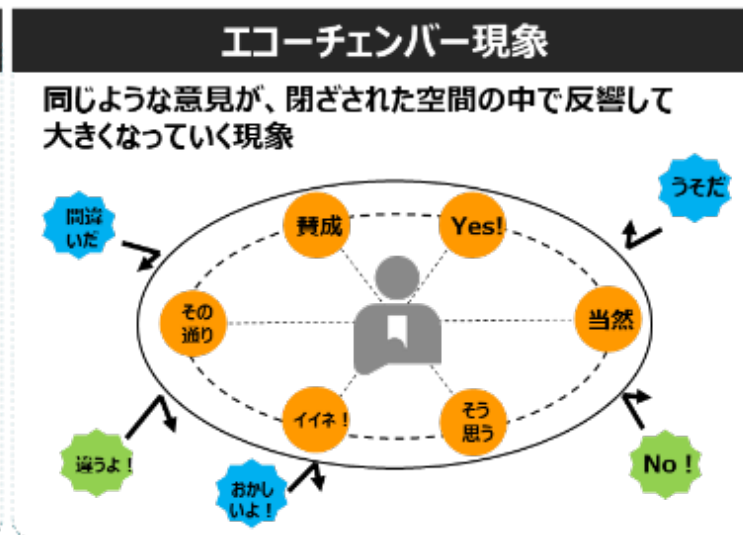 エコーチェンバー現象
同じような意見が、閉ざされた空間の中で反響して
大きくなっていく現象
うそだ
間違
いだ
賛成
Yes!
その
通り
当然
イイネ！
そう
思う
違うよ！
おかし
いよ！
No！